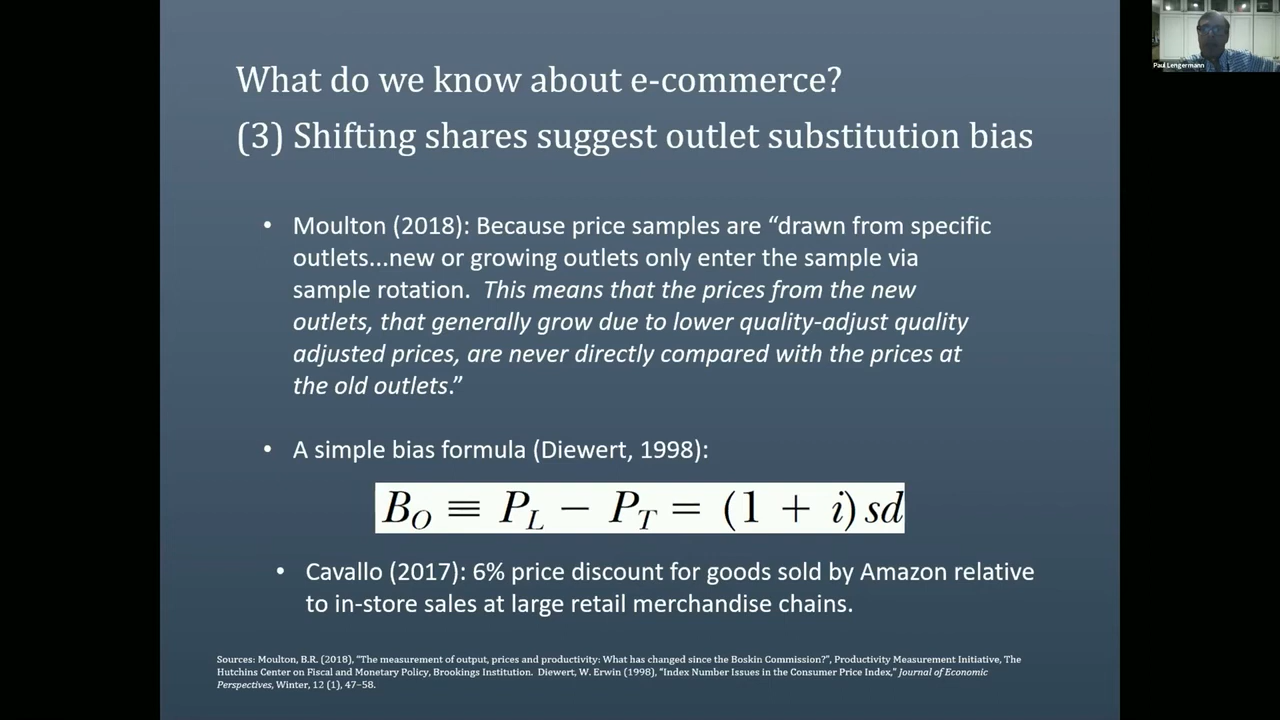 What do we know about e-commerce?
(3) Shifting shares suggest outlet substitution bias
Paul Lengermann
• Moulton (2018): Because price samples are “drawn from specific
outlets...new or growing outlets only enter the sample via
sample rotation. This means that the prices from the new
outlets, that generally grow due to lower quality-adjust quality
adjusted prices, are never directly compared with the prices at
the old outlets.”
• A simple bias formula (Diewert, 1998):
B_O ≡ P_L − P_T = (1 + i) sd
• Cavallo (2017): 6% price discount for goods sold by Amazon relative
to in-store sales at large retail merchandise chains.
Sources: Moulton, B.R. (2018), “The measurement of output, prices and productivity: What has changed since the Boskin Commission?”, Productivity Measurement Initiative, The
Hutchins Center on Fiscal and Monetary Policy, Brookings Institution. Diewert, W. Erwin (1998), “Index Number Issues in the Consumer Price Index,” Journal of Economic
Perspectives, Winter, 12 (1), 47–58.